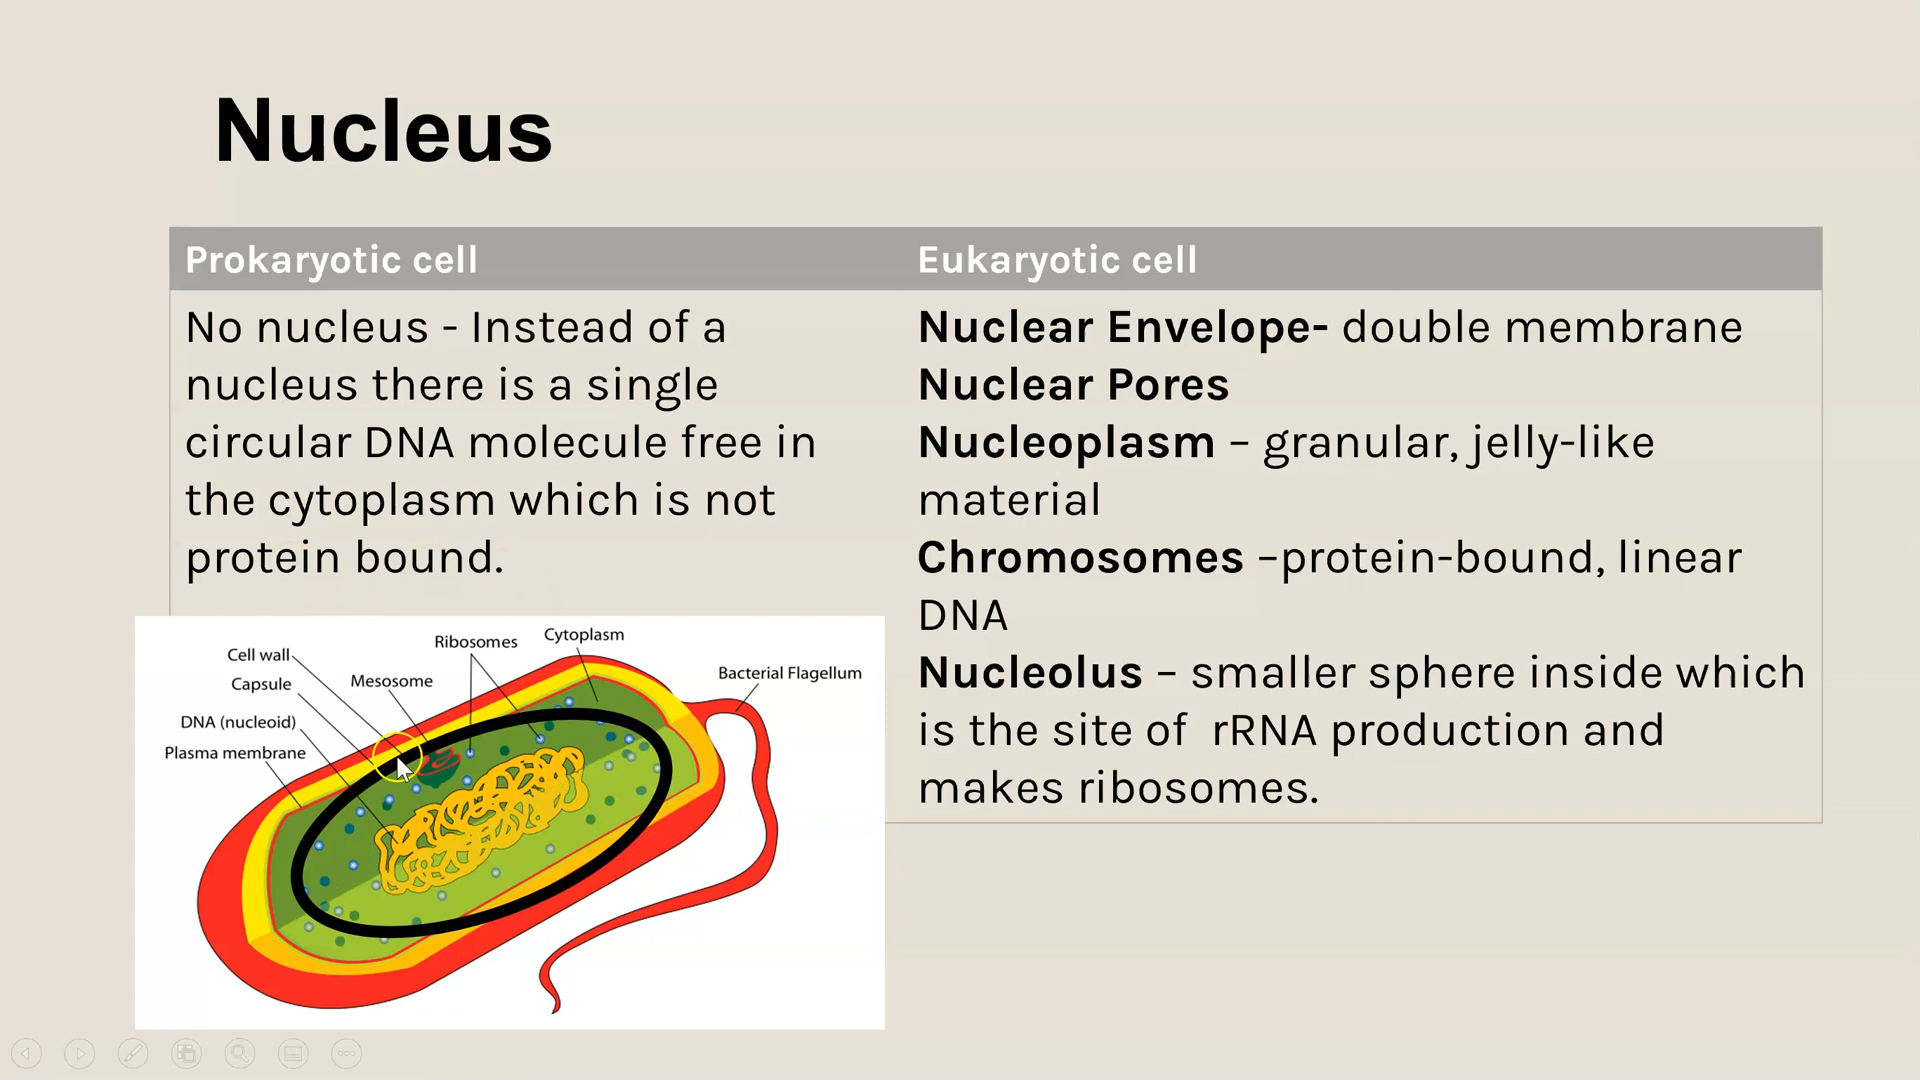 Nucleus
Prokaryotic cell
No nucleus - Instead of a
nucleus there is a single
circular DNA molecule free in
the cytoplasm which is not
protein bound.
Eukaryotic cell
Nuclear Envelope- double membrane
Nuclear Pores
Nucleoplasm – granular, jelly-like
material
Chromosomes –protein-bound, linear
DNA
Nucleolus – smaller sphere inside which
is the site of  rRNA production and
makes ribosomes.
Cell wall
Capsule
DNA (nucleoid)
Plasma membrane
Mesosome
Ribosomes
Cytoplasm
Bacterial Flagellum